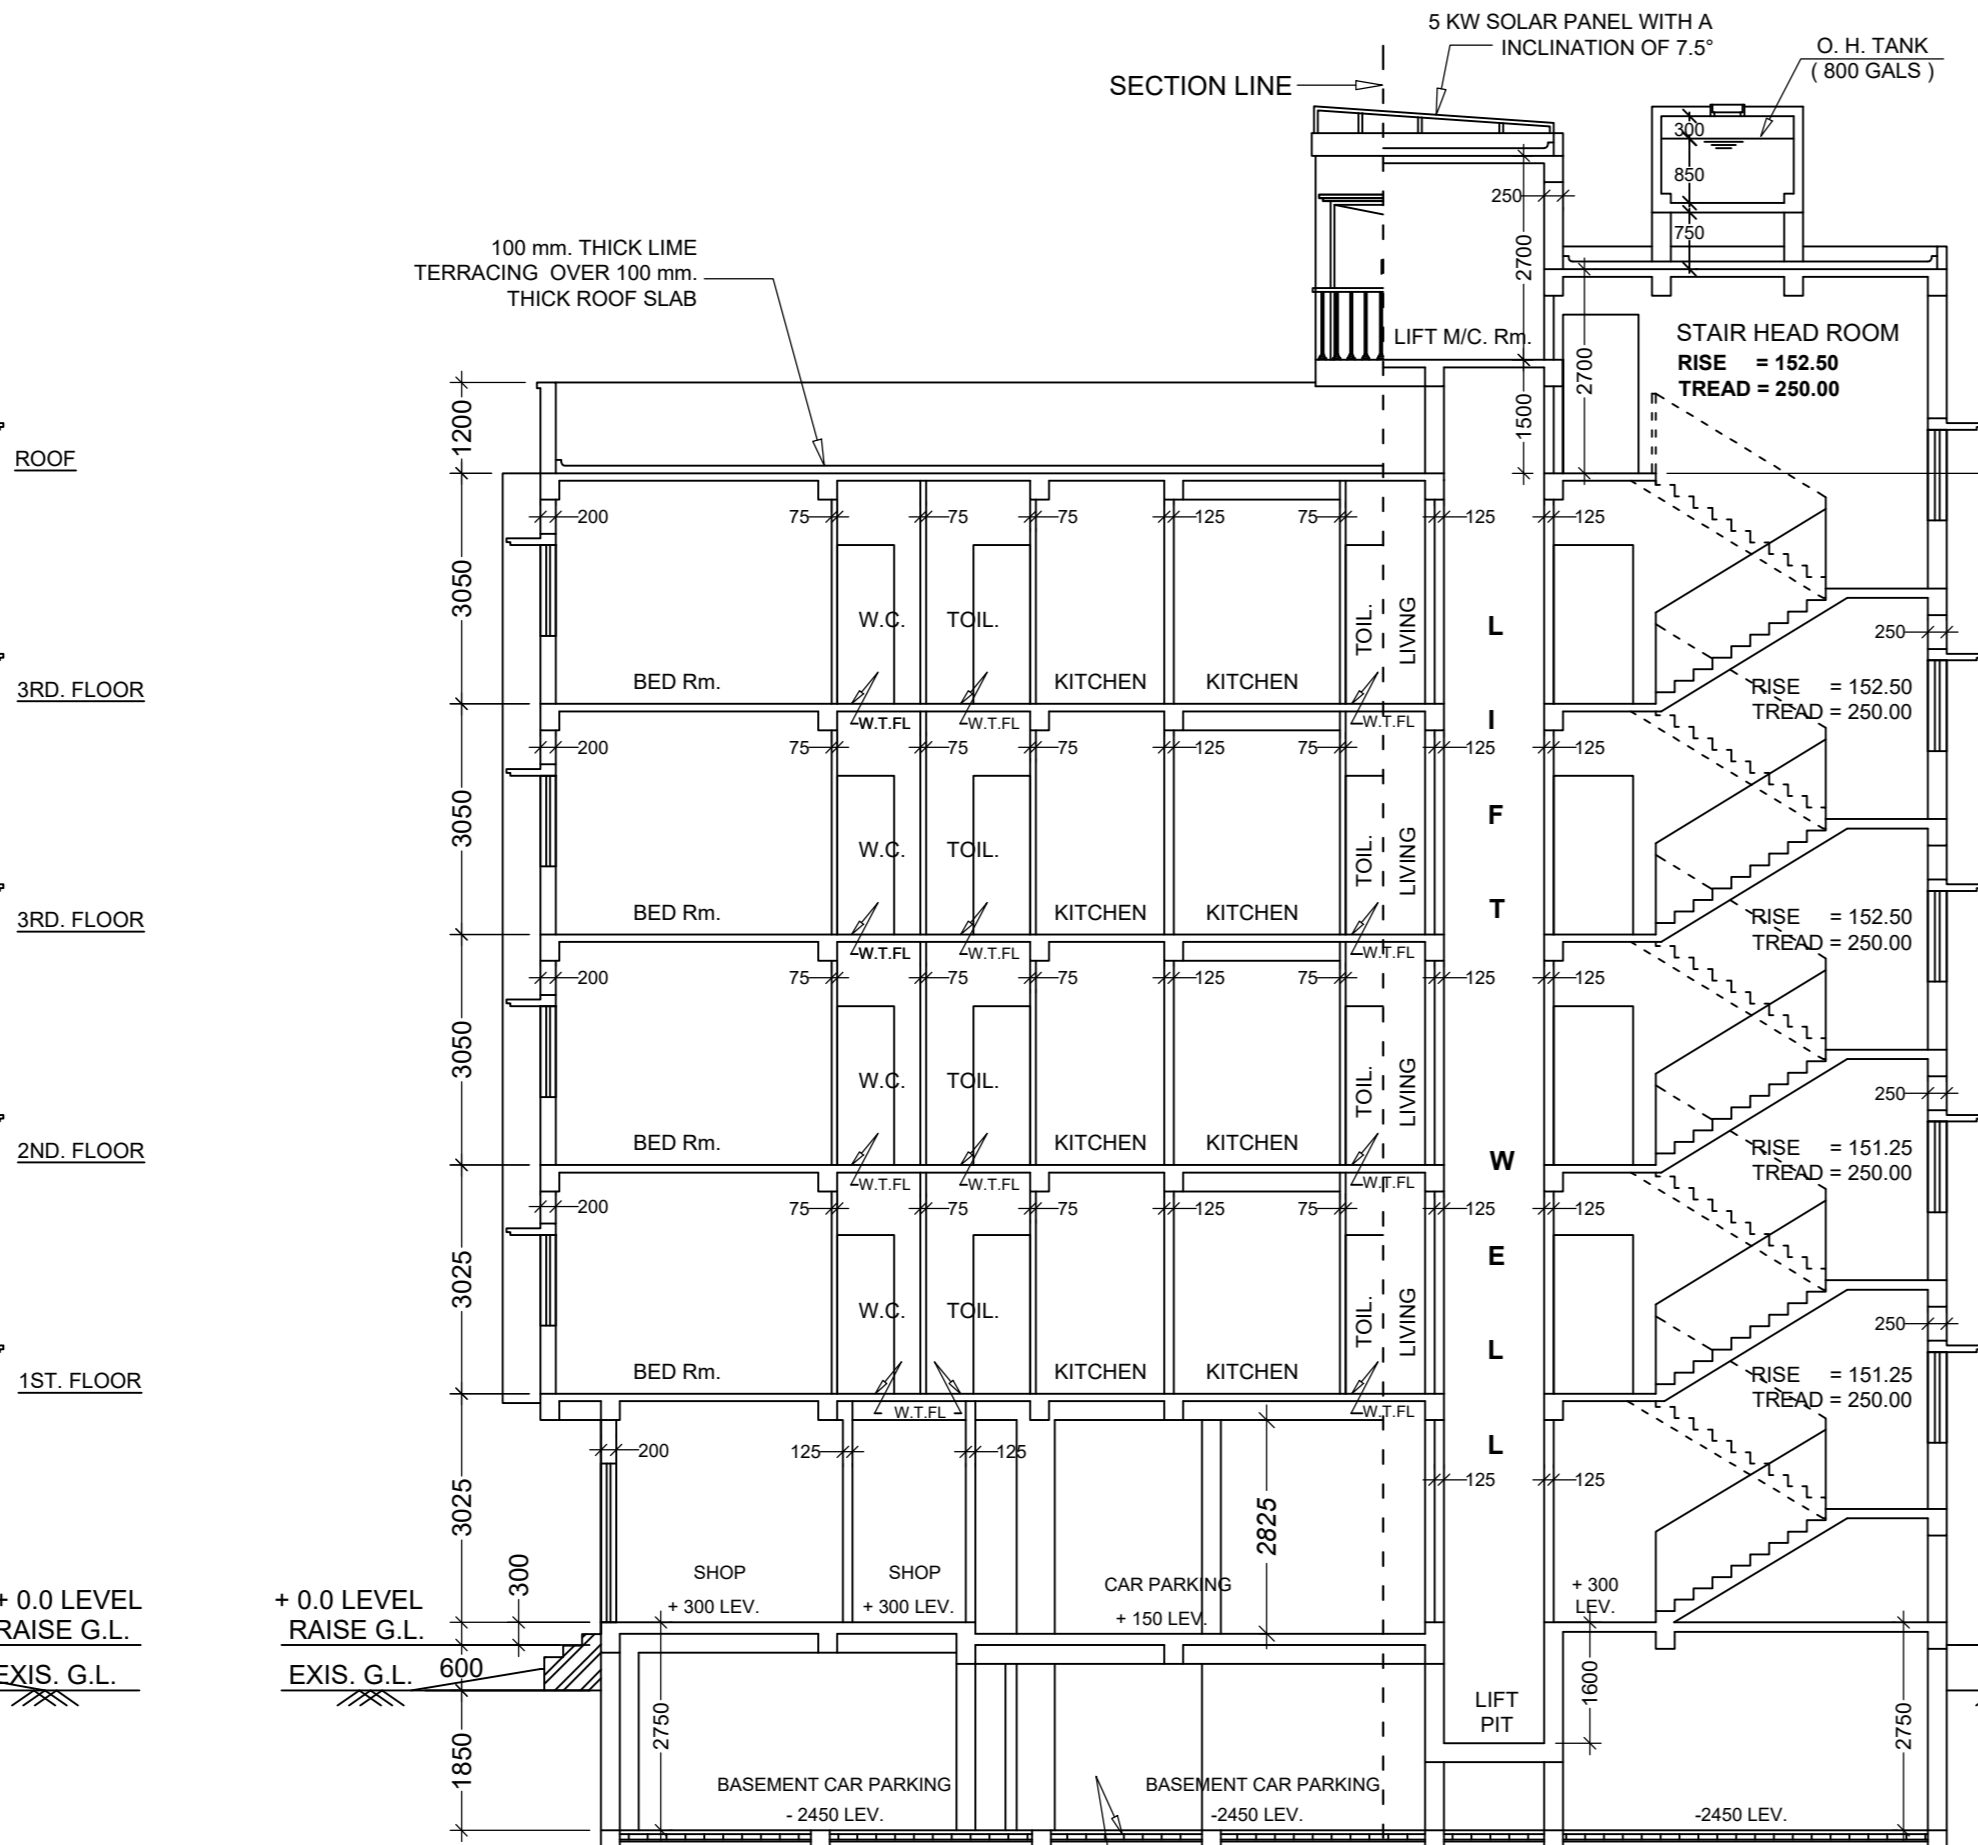 5 KW SOLAR PANEL WITH A
INCLINATION OF 7.5°
O. H. TANK
( 800 GALS )
SECTION LINE
300
850
250
750
100 mm. THICK LIME
TERRACING OVER 100 mm.
THICK ROOF SLAB
2700
LIFT M/C. Rm.
STAIR HEAD ROOM
RISE = 152.50
TREAD = 250.00
2700
1200
1500
ROOF
200 75 75 75 125 75 125 125
3050
W.C. TOIL. TOIL. LIVING
L
250
3RD. FLOOR
BED Rm. KITCHEN KITCHEN
RISE = 152.50
TREAD = 250.00
W.T.FL W.T.FL W.T.FL
I
200 75 75 75 125 75 125 125
3050
F
W.C. TOIL. TOIL. LIVING
3RD. FLOOR
BED Rm. KITCHEN KITCHEN
T
RISE = 152.50
TREAD = 250.00
W.T.FL W.T.FL W.T.FL
200 75 75 75 125 75 125 125
3050
W.C. TOIL. TOIL. LIVING
250
2ND. FLOOR
BED Rm. KITCHEN KITCHEN
W
RISE = 151.25
TREAD = 250.00
W.T.FL W.T.FL W.T.FL
200 75 75 75 125 75 125 125
E
3025
W.C. TOIL. TOIL. LIVING
250
L
1ST. FLOOR
BED Rm. KITCHEN KITCHEN
RISE = 151.25
TREAD = 250.00
W.T.FL W.T.FL
L
200 125 125 125 125
3025
2825
300
SHOP SHOP CAR PARKING
+ 300 LEV. + 300 LEV. + 150 LEV.
+ 300
LEV.
+ 0.0 LEVEL
RAISE G.L.
+ 0.0 LEVEL
RAISE G.L.
EXIS. G.L.
EXIS. G.L.
600
1600
LIFT
PIT
1850
2750
2750
BASEMENT CAR PARKING BASEMENT CAR PARKING
- 2450 LEV. -2450 LEV. -2450 LEV.